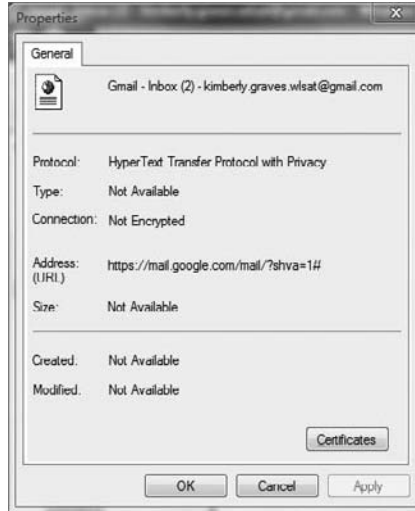 Properties
General
Gmail - Inbox (2) - kimberly.graves.wlsat@gmail.com
Protocol: HyperText Transfer Protocol with Privacy
Type: Not Available
Connection: Not Encrypted
Address: https://mail.google.com/mail/?shva=1#
(URL)
Size: Not Available
Created: Not Available
Modified: Not Available
Certificates
OK Cancel Apply